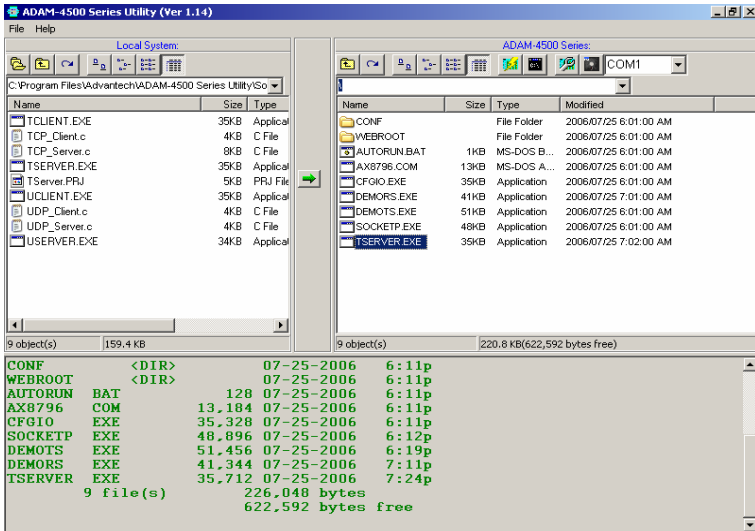 ADAM-4500 Series Utility (Ver 1.14)
File Help
Local System:
C:\Program Files\Advantech\ADAM-4500 Series Utility\So
Name Size Type
TCLIENT.EXE 35KB Applicat
TCP_Client.c 4KB C File
TCP_Server.c 8KB C File
TSERVER.EXE 35KB Applicat
TServer.PRJ 5KB PRJ File
UCLIENT.EXE 35KB Applicat
UDP_Client.c 4KB C File
UDP_Server.c 4KB C File
USERVER.EXE 34KB Applicat
9 object(s) 159.4 KB
ADAM-4500 Series:
COM1
\
Name Size Type Modified
CONF File Folder 2006/07/25 6:01:00 AM
WEBROOT File Folder 2006/07/25 6:01:00 AM
AUTORUN.BAT 1KB MS-DOS B... 2006/07/25 6:01:00 AM
AX8796.COM 13KB MS-DOS A... 2006/07/25 6:01:00 AM
CFGIO.EXE 35KB Application 2006/07/25 6:01:00 AM
DEMORS.EXE 41KB Application 2006/07/25 7:01:00 AM
DEMOTS.EXE 51KB Application 2006/07/25 6:01:00 AM
SOCKETP.EXE 48KB Application 2006/07/25 6:01:00 AM
TSERVER.EXE 35KB Application 2006/07/25 7:02:00 AM
9 object(s) 220.8 KB(622,592 bytes free)
CONF <DIR> 07-25-2006 6:11p
WEBROOT <DIR> 07-25-2006 6:11p
AUTORUN BAT 128 07-25-2006 6:11p
AX8796 COM 13,184 07-25-2006 6:11p
CFGIO EXE 35,328 07-25-2006 6:11p
SOCKETP EXE 48,896 07-25-2006 6:12p
DEMOTS EXE 51,456 07-25-2006 6:19p
DEMORS EXE 41,344 07-25-2006 7:11p
TSERVER EXE 35,712 07-25-2006 7:24p
9 file(s) 226,048 bytes
622,592 bytes free